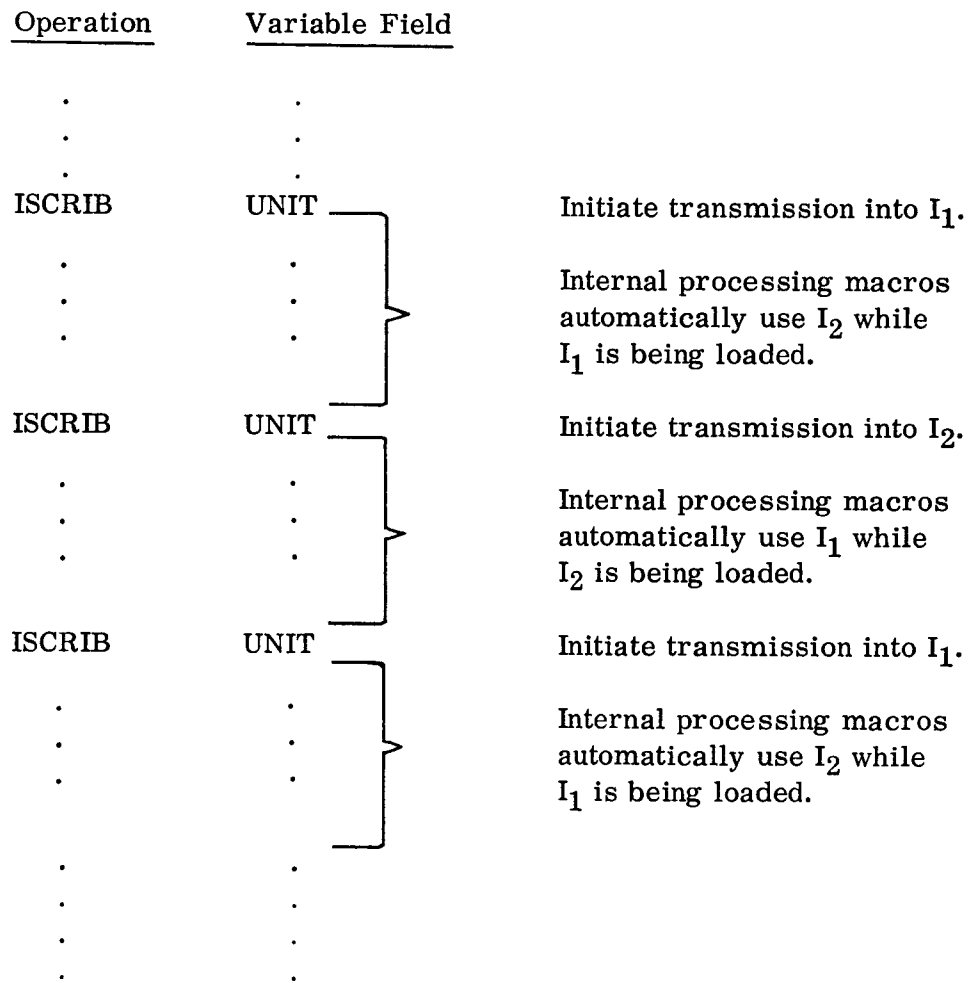 Operation Variable Field
. .
. .
. .
ISCRIB UNIT Initiate transmission into I₁.
. . Internal processing macros
. . automatically use I₂ while
. . I₁ is being loaded.
ISCRIB UNIT Initiate transmission into I₂.
. . Internal processing macros
. . automatically use I₁ while
. . I₂ is being loaded.
ISCRIB UNIT Initiate transmission into I₁.
. . Internal processing macros
. . automatically use I₂ while
. . I₁ is being loaded.
. .
. .
. .
. .